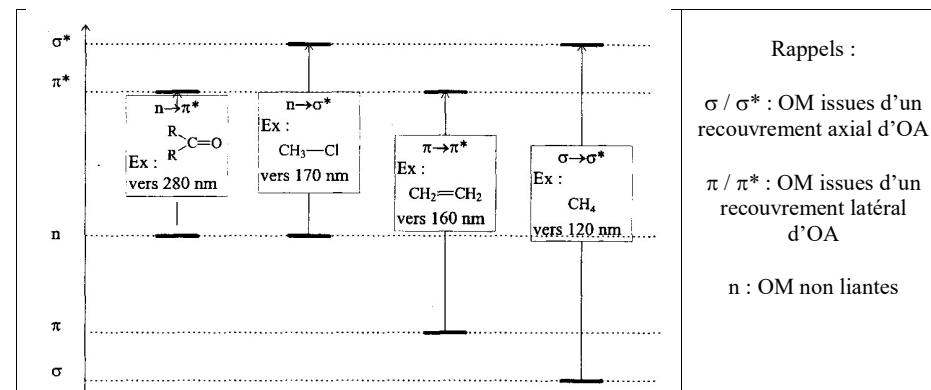 σ*
π*
n→π*
R
R
C=O
Ex :
vers 280 nm
n→σ*
Ex :
CH₃—Cl
vers 170 nm
π→π*
Ex :
CH₂=CH₂
vers 160 nm
σ→σ*
Ex :
CH₄
vers 120 nm
n
π
σ
Rappels :
σ / σ* : OM issues d'un
recouvrement axial d'OA
π / π* : OM issues d'un
recouvrement latéral
d'OA
n : OM non liantes